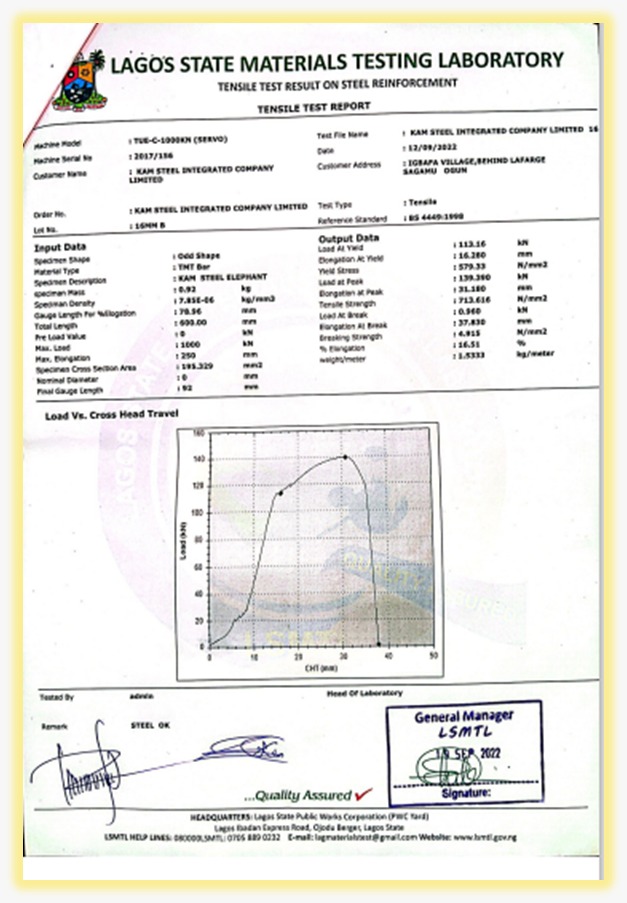 LAGOS STATE MATERIALS TESTING LABORATORY
TENSILE TEST RESULT ON STEEL REINFORCEMENT
TENSILE TEST REPORT
Machine Model : TUE-C-1000KN (SERVO)
Machine Serial No : 2017/156
Customer Name : KAM STEEL INTEGRATED COMPANY
LIMITED
Test File Name : KAM STEEL INTEGRATED COMPANY LIMITED 16
Date : 12/09/2022
Customer Address : IGBAPA VILLAGE,BEHIND LAFARGE
SAGAMU OGUN
Order No. : KAM STEEL INTEGRATED COMPANY LIMITED
Lot No. : 16MM B
Test Type : Tensile
Reference Standard : BS 4449:1998
Input Data
Specimen Shape : Odd Shape
Material Type : TMT Bar
Specimen Description : KAM STEEL ELEPHANT
specimen Mass : 0.92 kg
Specimen Density : 7.85E-06 kg/mm3
Gauge Length For %Elogation : 78.96 mm
Total Length : 600.00 mm
Pre Load Value : 0 kN
Max. Load : 1000 kN
Max. Elongation : 250 mm
Specimen Cross Section Area : 195.329 mm2
Nominal Diameter : 0 mm
Final Gauge Length : 92 mm
Output Data
Load At Yield : 113.16 kN
Elongation At Yield : 16.280 mm
Yield Stress : 579.33 N/mm2
Load at Peak : 139.390 kN
Elongation at Peak : 31.180 mm
Tensile Strength : 713.616 N/mm2
Load At Break : 0.960 kN
Elongation At Break : 37.830 mm
Breaking Strength : 4.915 N/mm2
% Elongation : 16.51 %
weight/meter : 1.5333 kg/meter
Load Vs. Cross Head Travel
160
140
120
100
80
60
40
20
0
Load (kN)
0 10 20 30 40 50
CHT (mm)
Tested By admin
Head Of Laboratory
Remark STEEL OK
General Manager
LSMTL
SEP 2022
Signature:
...Quality Assured
HEADQUARTERS: Lagos State Public Works Corporation (PWC Yard)
Lagos Ibadan Express Road, Ojodu Berger, Lagos State
LSMTL HELP LINES: 080000LSMTL; 0705 889 0232 E-mail: lagmaterialstest@gmail.com Website: www.lsmtl.gov.ng